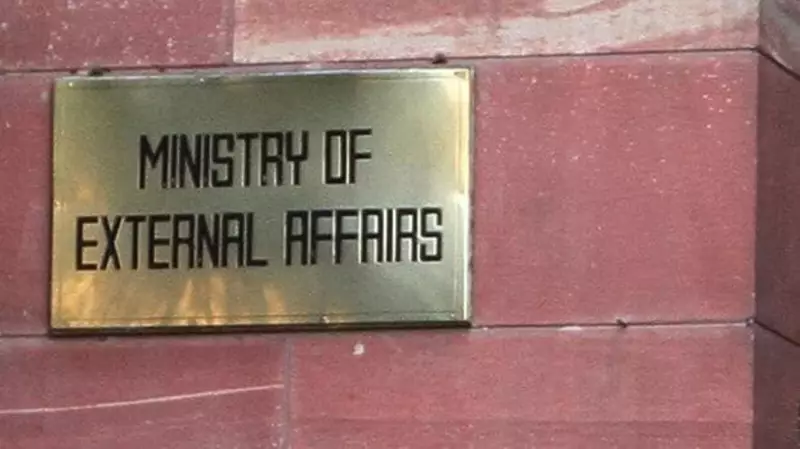 MINISTRY OF
EXTERNAL AFFAIRS